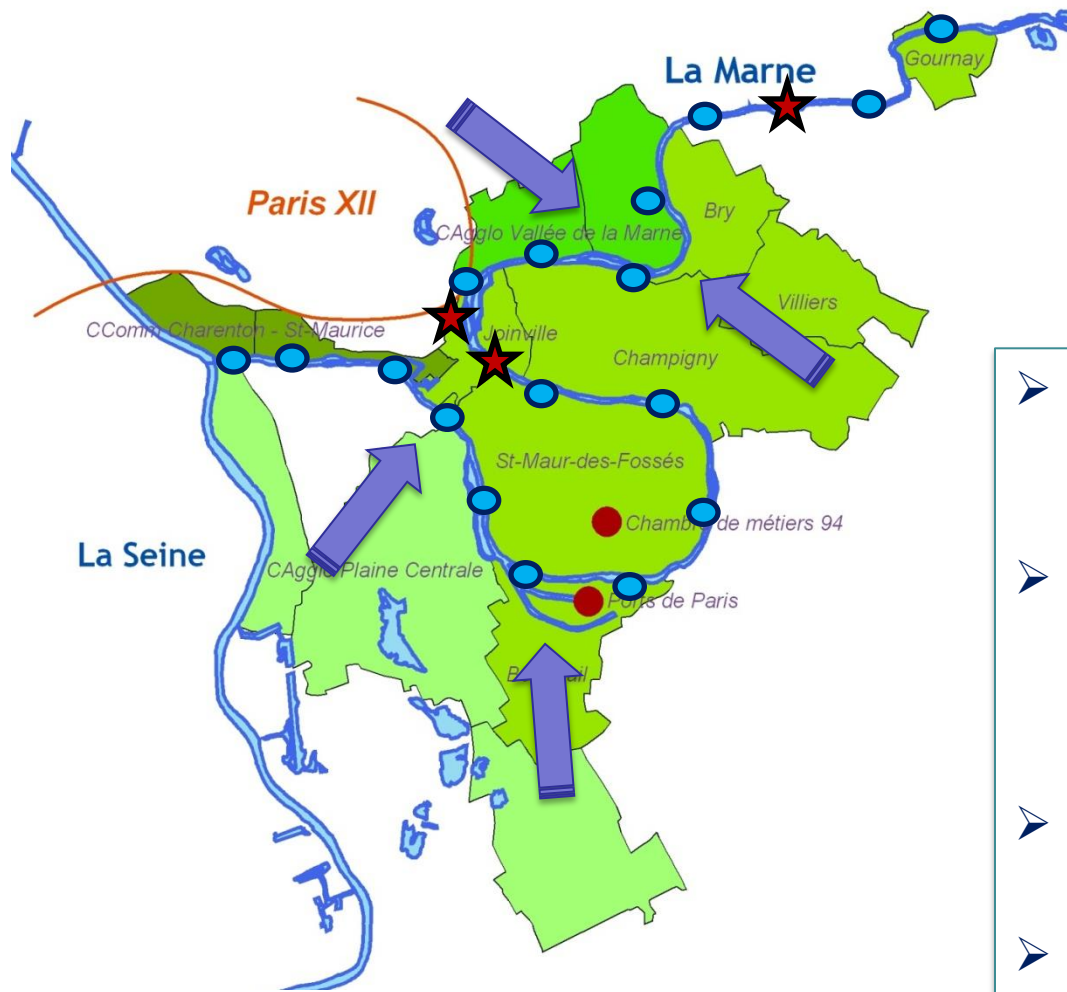 Gournay
La Marne
Paris XII
Bry
CAgglo Vallée de la Marne
Villiers
CComm Charenton - St-Maurice
Joinville
Champigny
St-Maur-des-Fossés
Chambre de métiers 94
La Seine
CAgglo Plaine Centrale
Ports de Paris